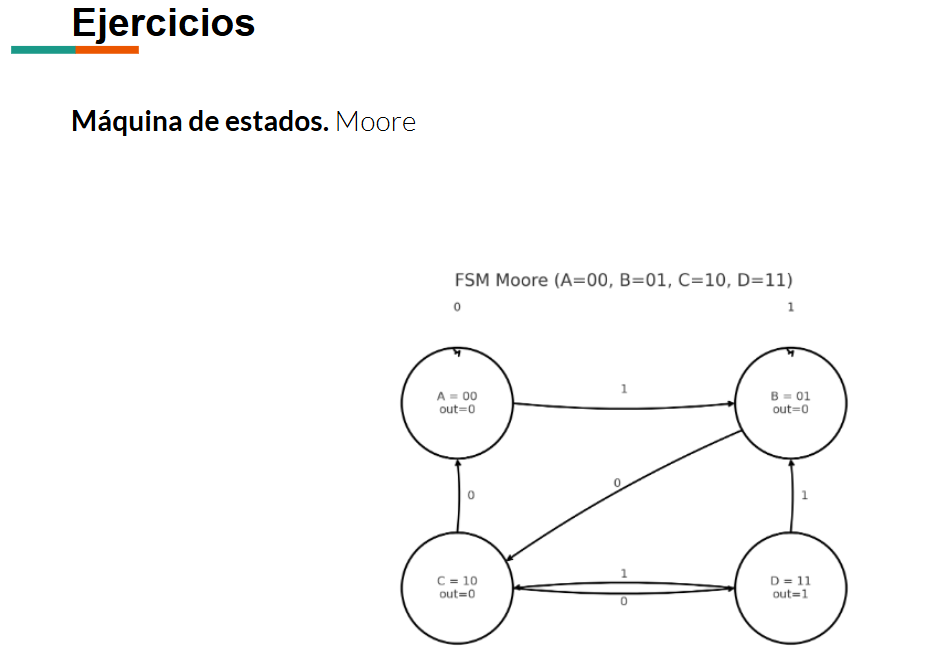 Ejercicios
Máquina de estados. Moore
FSM Moore (A=00, B=01, C=10, D=11)
0
1
A = 00
out=0
1
B = 01
out=0
0
0
1
C = 10
out=0
1
0
D = 11
out=1